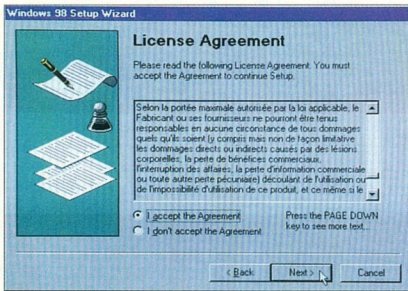 Windows 98 Setup Wizard
License Agreement
Please read the following License Agreement. You must
accept the Agreement to continue Setup.
Selon la portée maximale autorisée par la loi applicable, le
Fabricant ou ses fournisseurs ne pourront être tenus
responsables en aucune circonstance de tous dommages
quels qu'ils soient (y compris mais non de façon limitative
les dommages directs ou indirects causés par des lésions
corporelles, la perte de bénéfices commerciaux,
l'interruption des affaires, la perte d'information commerciale
ou toute autre perte pécuniaire) découlant de l'utilisation ou
de l'impossibilité d'utilisation de ce produit, et ce même si le
I accept the Agreement
I don't accept the Agreement
Press the PAGE DOWN
key to see more text...
< Back
Next >
Cancel